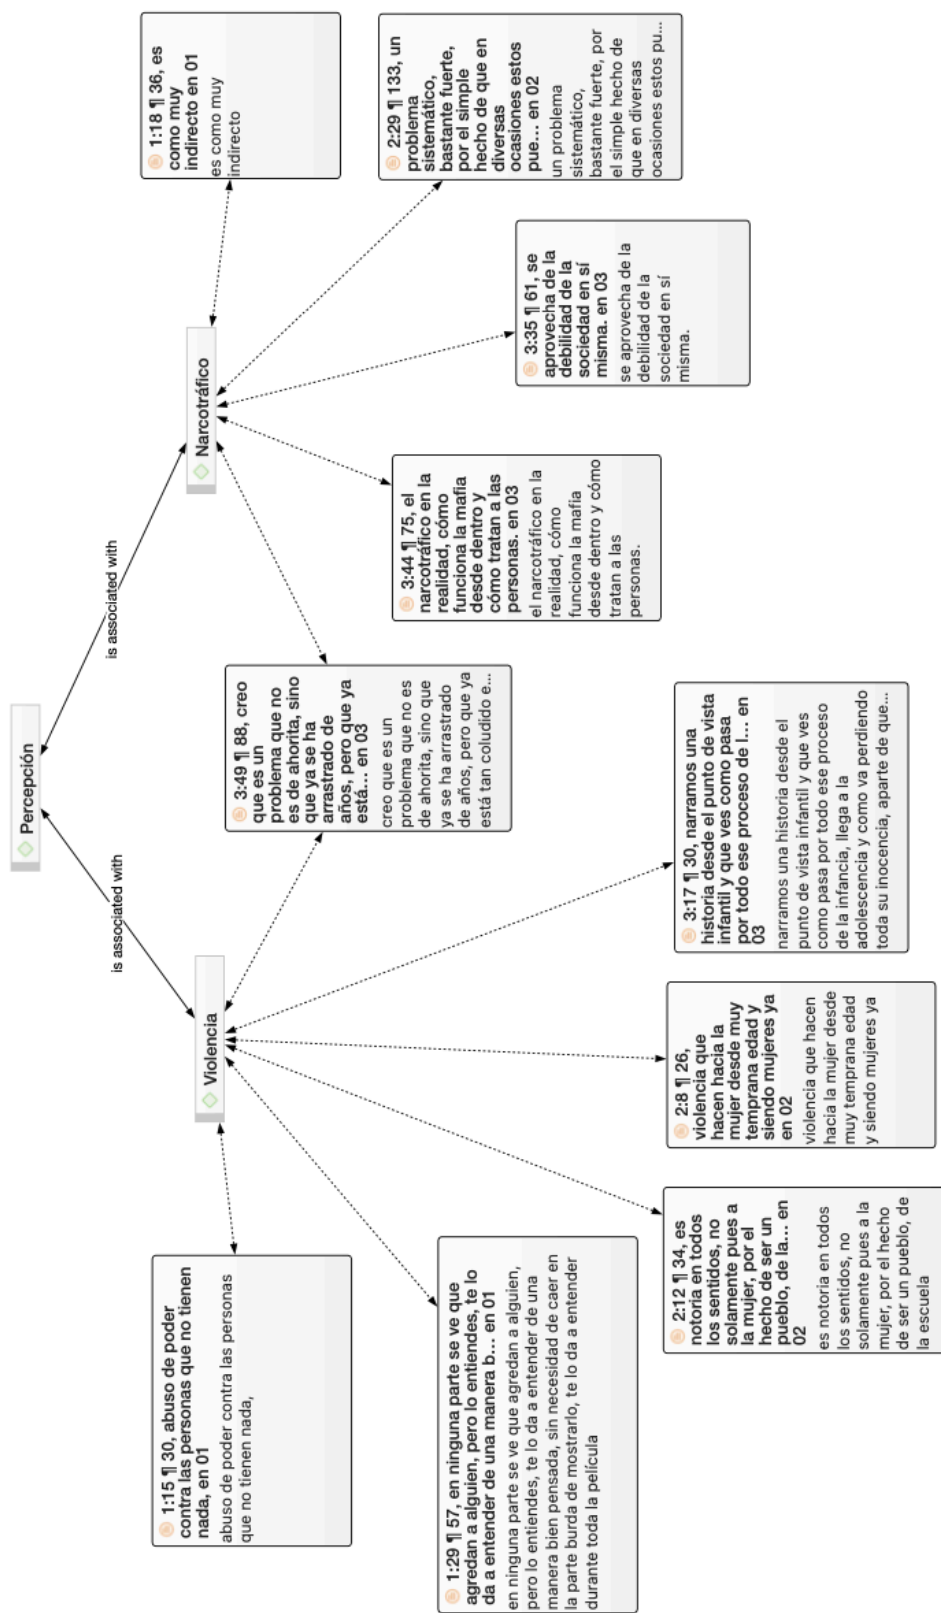 Percepción
is associated with
is associated with
Violencia
Narcotráfico
1:15 ¶ 30, abuso de poder
contra las personas que no tienen
nada, en 01
abuso de poder contra las personas
que no tienen nada,
1:29 ¶ 57, en ninguna parte se ve que
agredan a alguien, pero lo entiendes, te lo
da a entender de una manera b... en 01
en ninguna parte se ve que agredan a alguien,
pero lo entiendes, te lo da a entender de una
manera bien pensada, sin necesidad de caer en
la parte burda de mostrarlo, te lo da a entender
durante toda la película
2:12 ¶ 34, es
notoria en todos
los sentidos, no
solamente pues a
la mujer, por el
hecho de ser un
pueblo, de la... en
02
es notoria en todos
los sentidos, no
solamente pues a la
mujer, por el hecho
de ser un pueblo, de
la escuela
2:8 ¶ 26,
violencia que
hacen hacia la
mujer desde muy
temprana edad y
siendo mujeres ya
en 02
violencia que hacen
hacia la mujer desde
muy temprana edad
y siendo mujeres ya
3:17 ¶ 30, narramos una
historia desde el punto de vista
infantil y que ves como pasa
por todo ese proceso de l... en
03
narramos una historia desde el
punto de vista infantil y que ves
como pasa por todo ese proceso
de la infancia, llega a la
adolescencia y como va perdiendo
toda su inocencia, aparte de que...
3:49 ¶ 88, creo
que es un
problema que no
es de ahorita, sino
que ya se ha
arrastrado de
años, pero que ya
está... en 03
creo que es un
problema que no es
de ahorita, sino que
ya se ha arrastrado
de años, pero que ya
está tan coludido e...
3:44 ¶ 75, el
narcotráfico en la
realidad, cómo
funciona la mafia
desde dentro y
cómo tratan a las
personas. en 03
el narcotráfico en la
realidad, cómo
funciona la mafia
desde dentro y cómo
tratan a las
personas.
3:35 ¶ 61, se
aprovecha de la
debilidad de la
sociedad en sí
misma. en 03
se aprovecha de la
debilidad de la
sociedad en sí
misma.
2:29 ¶ 133, un
problema
sistemático,
bastante fuerte,
por el simple
hecho de que en
diversas
ocasiones estos
pue... en 02
un problema
sistemático,
bastante fuerte, por
el simple hecho de
que en diversas
ocasiones estos pu...
1:18 ¶ 36, es
como muy
indirecto en 01
es como muy
indirecto